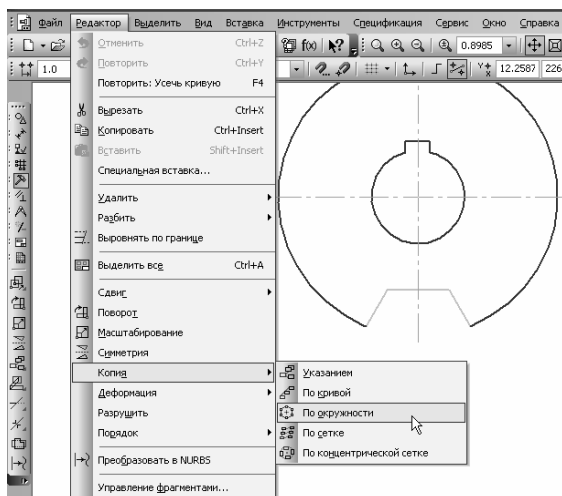 Файл Редактор Выделить Вид Вставка Инструменты Спецификация Сервис Окно Справка
Отменить Ctrl+Z
f(x) 0.8985
1.0 Повторить Ctrl+Y 12.2587 226
Повторить: Усечь кривую F4
Вырезать Ctrl+X
Копировать Ctrl+Insert
Вставить Shift+Insert
Специальная вставка...
Удалить
Разбить
Выровнять по границе
Выделить все Ctrl+A
Сдвиг
Поворот
Масштабирование
Симметрия
Копия
Указанием
Деформация
По кривой
Разрушить
По окружности
Порядок
По сетке
Преобразовать в NURBS
По концентрической сетке
Управление фрагментами...